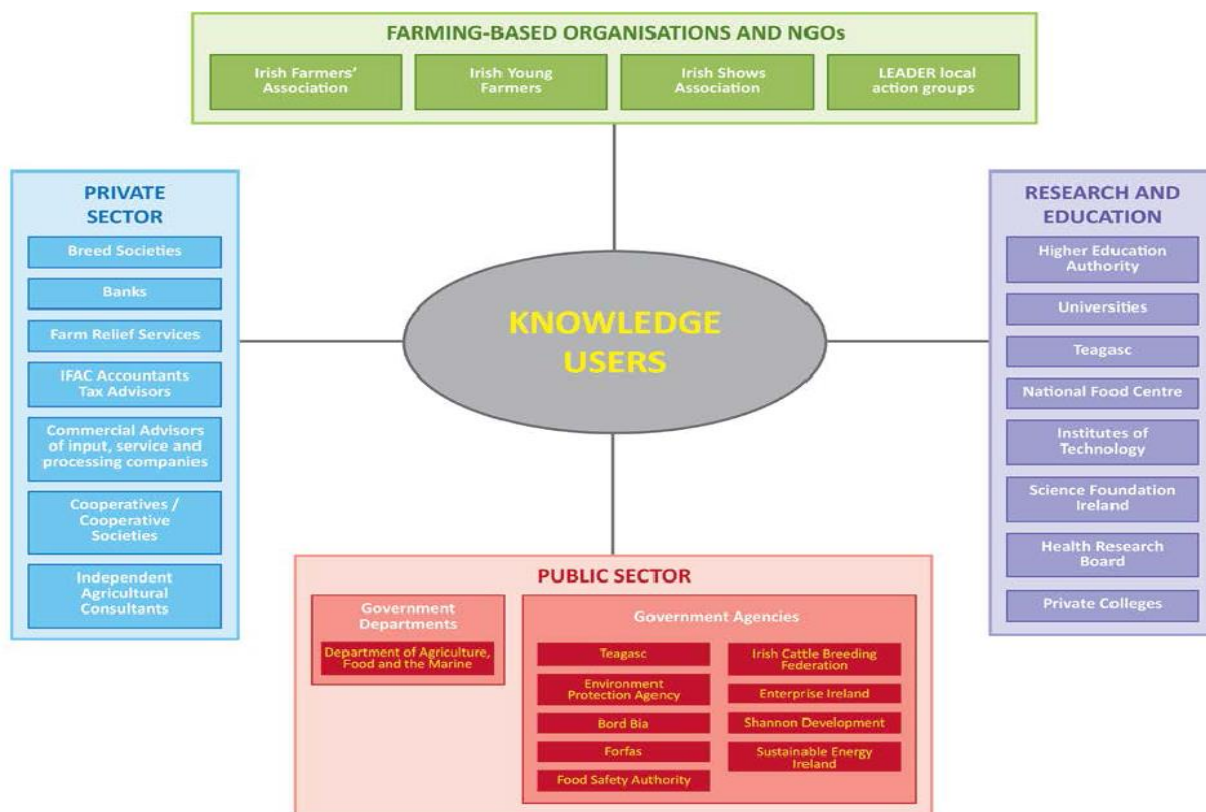 FARMING-BASED ORGANISATIONS AND NGOs
Irish Farmers'
Association
Irish Young
Farmers
Irish Shows
Association
LEADER local
action groups
PRIVATE
SECTOR
Breed Societies
Banks
Farm Relief Services
IFAC Accountants
Tax Advisors
Commercial Advisors
of input, service and
processing companies
Cooperatives /
Cooperative
Societies
Independent
Agricultural
Consultants
KNOWLEDGE
USERS
RESEARCH AND
EDUCATION
Higher Education
Authority
Universities
Teagasc
National Food Centre
Institutes of
Technology
Science Foundation
Ireland
Health Research
Board
Private Colleges
PUBLIC SECTOR
Government
Departments
Department of Agriculture,
Food and the Marine
Government Agencies
Teagasc
Environment
Protection Agency
Bord Bia
Forfas
Food Safety Authority
Irish Cattle Breeding
Federation
Enterprise Ireland
Shannon Development
Sustainable Energy
Ireland